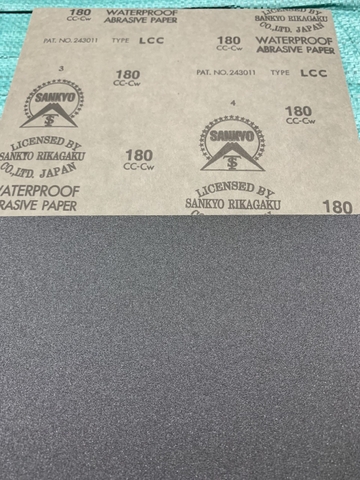 180
CC-Cw
WATERPROOF
ABRASIVE PAPER
PAT. NO.243011 TYPE LCC
3
180
CC-Cw
SANKYO
LICENSED BY
SANKYO RIKAGAKU
CO.,LTD. JAPAN
180
CC-Cw
WATERPROOF
ABRASIVE PAPER
LICENSED BY
SANKYO RIKAGAKU
CO.,LTD. JAPAN
180
CC-Cw
WATERPROOF
ABRASIVE PAPER
PAT. NO.243011 TYPE LCC
4
180
CC-Cw
SANKYO
LICENSED BY
SANKYO RIKAGAKU
CO.,LTD. JAPAN
180